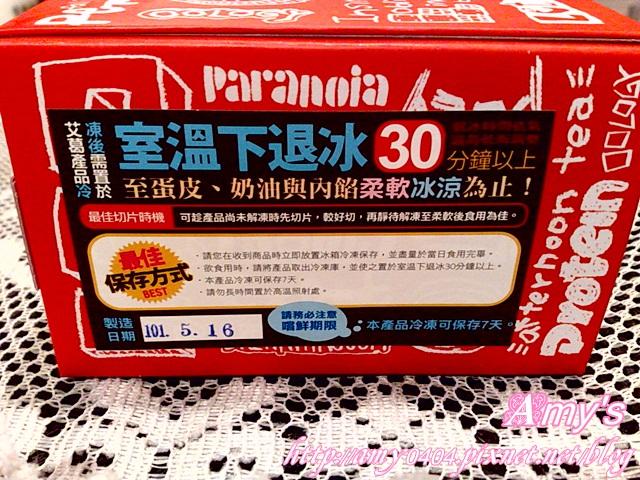 Paranoia
艾葛產品冷
凍後需置於
室溫下退冰30分鐘以上
至蛋皮、奶油與內餡柔軟冰涼為止！
最佳切片時機
可趁產品尚未解凍時先切片，較好切，再靜待解凍至柔軟後食用為佳。
最佳
保存方式
BEST
・請您在收到商品時立即放置冰箱冷凍保存，並盡量於當日食用完畢。
・欲食用時，請將產品取出冷凍庫，並使之置於室溫下退冰30分鐘以上。
・本產品冷凍可保存7天。
・請勿長時間置於高溫照射處。
製造
日期
101. 5. 16
請務必注意
嚐鮮期限
：本產品冷凍可保存7天。
afternoon tea
protein
Amy's
http://amy0404.pixnet.net/blog